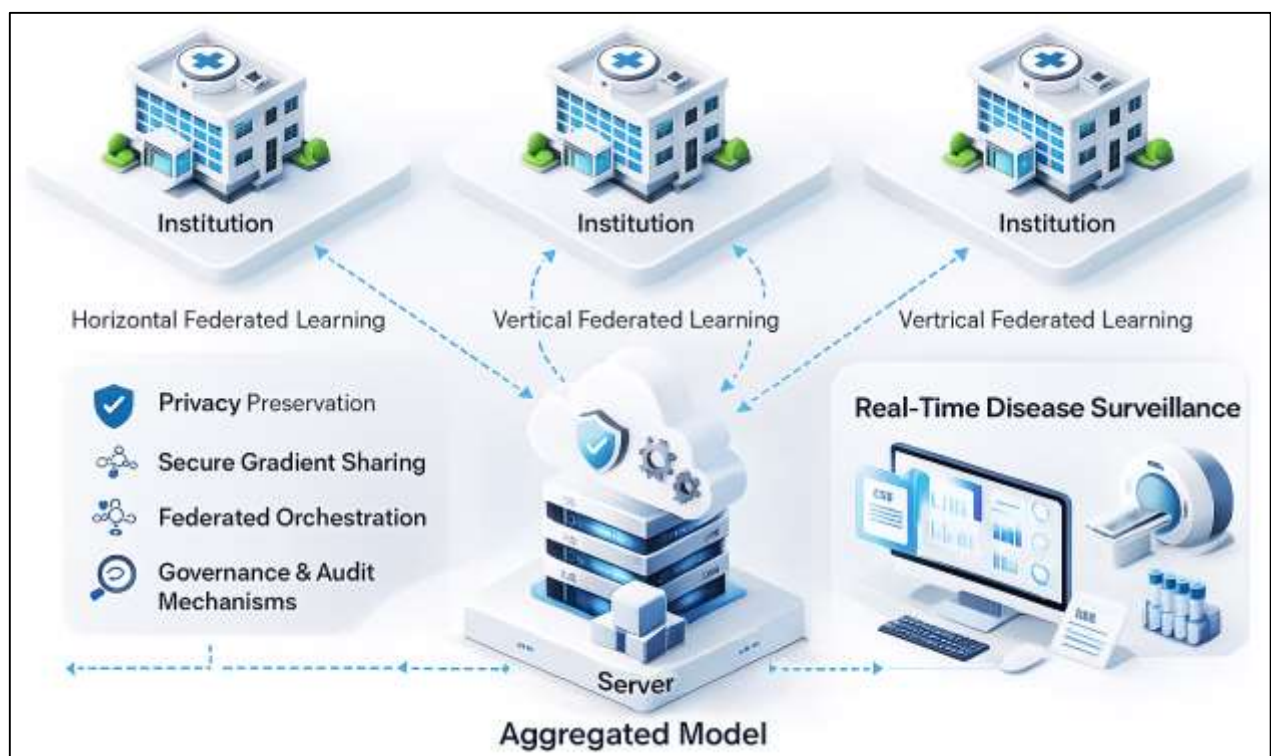 Institution
Institution
Institution
Horizontal Federated Learning
Vertical Federated Learning
Vertrical Federated Learning
Privacy Preservation
Secure Gradient Sharing
Federated Orchestration
Governance & Audit
Mechanisms
Real-Time Disease Surveillance
Server
Aggregated Model